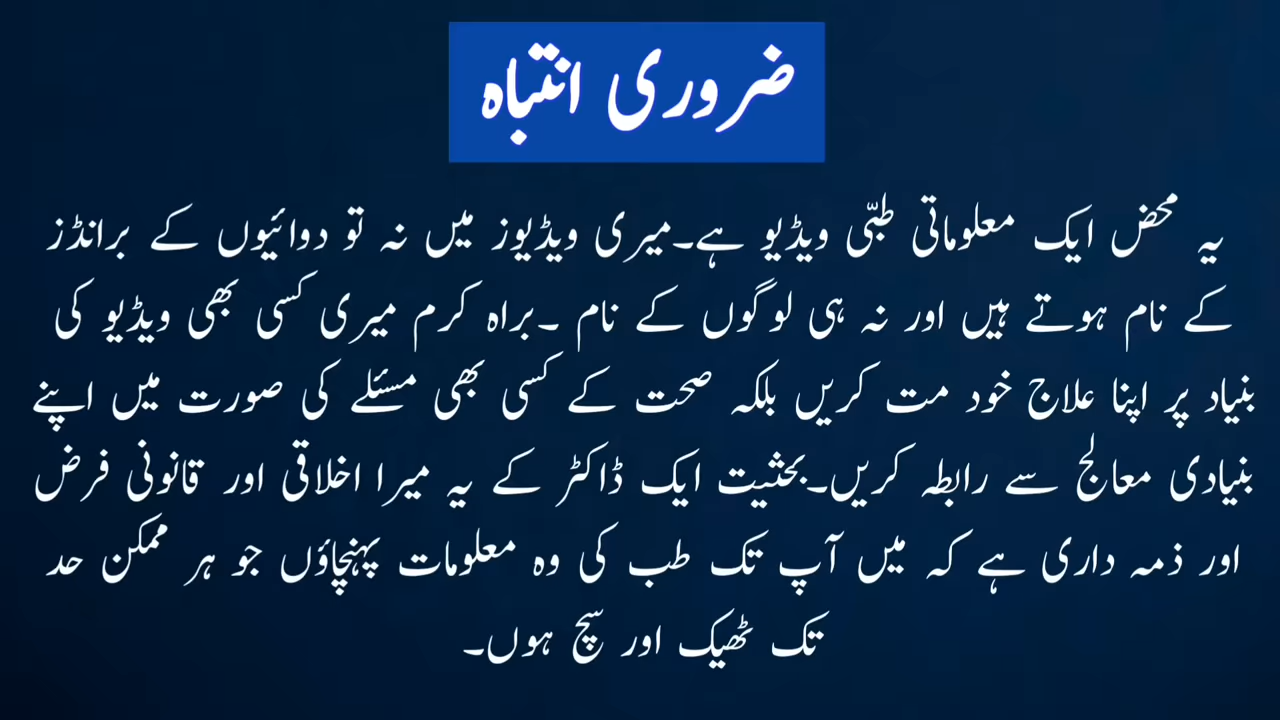 ضروری انتباہ
یہ محض ایک معلوماتی طبّی ویڈیو ہے۔میری ویڈیوز میں نہ تو دوائیوں کے برانڈز
کے نام ہوتے ہیں اور نہ ہی لوگوں کے نام ۔براہ کرم میری کسی بھی ویڈیو کی
بنیاد پر اپنا علاج خود مت کریں بلکہ صحت کے کسی بھی مسئلے کی صورت میں اپنے
بنیادی معالج سے رابطہ کریں۔بحثیت ایک ڈاکٹر کے یہ میرا اخلاقی اور قانونی فرض
اور ذمہ داری ہے کہ میں آپ تک طب کی وہ معلومات پہنچاؤں جو ہر ممکن حد
تک ٹھیک اور سچ ہوں۔